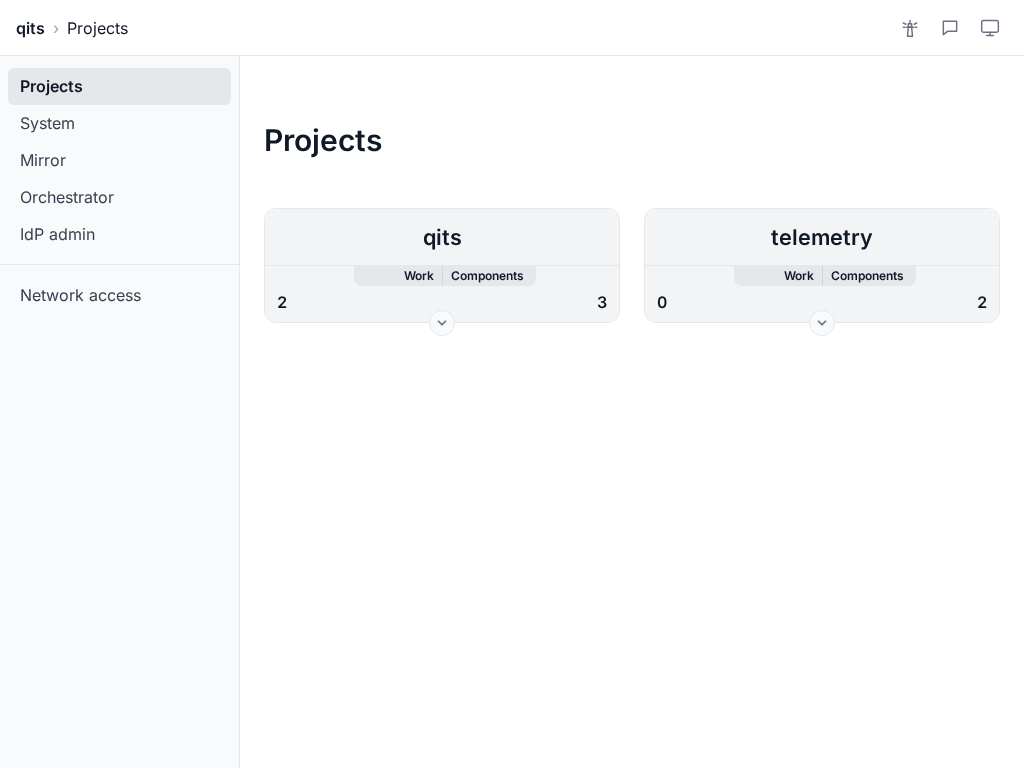 qits › Projects
Projects
System
Mirror
Orchestrator
IdP admin
Network access
Projects
qits
Work Components
2 3
telemetry
Work Components
0 2